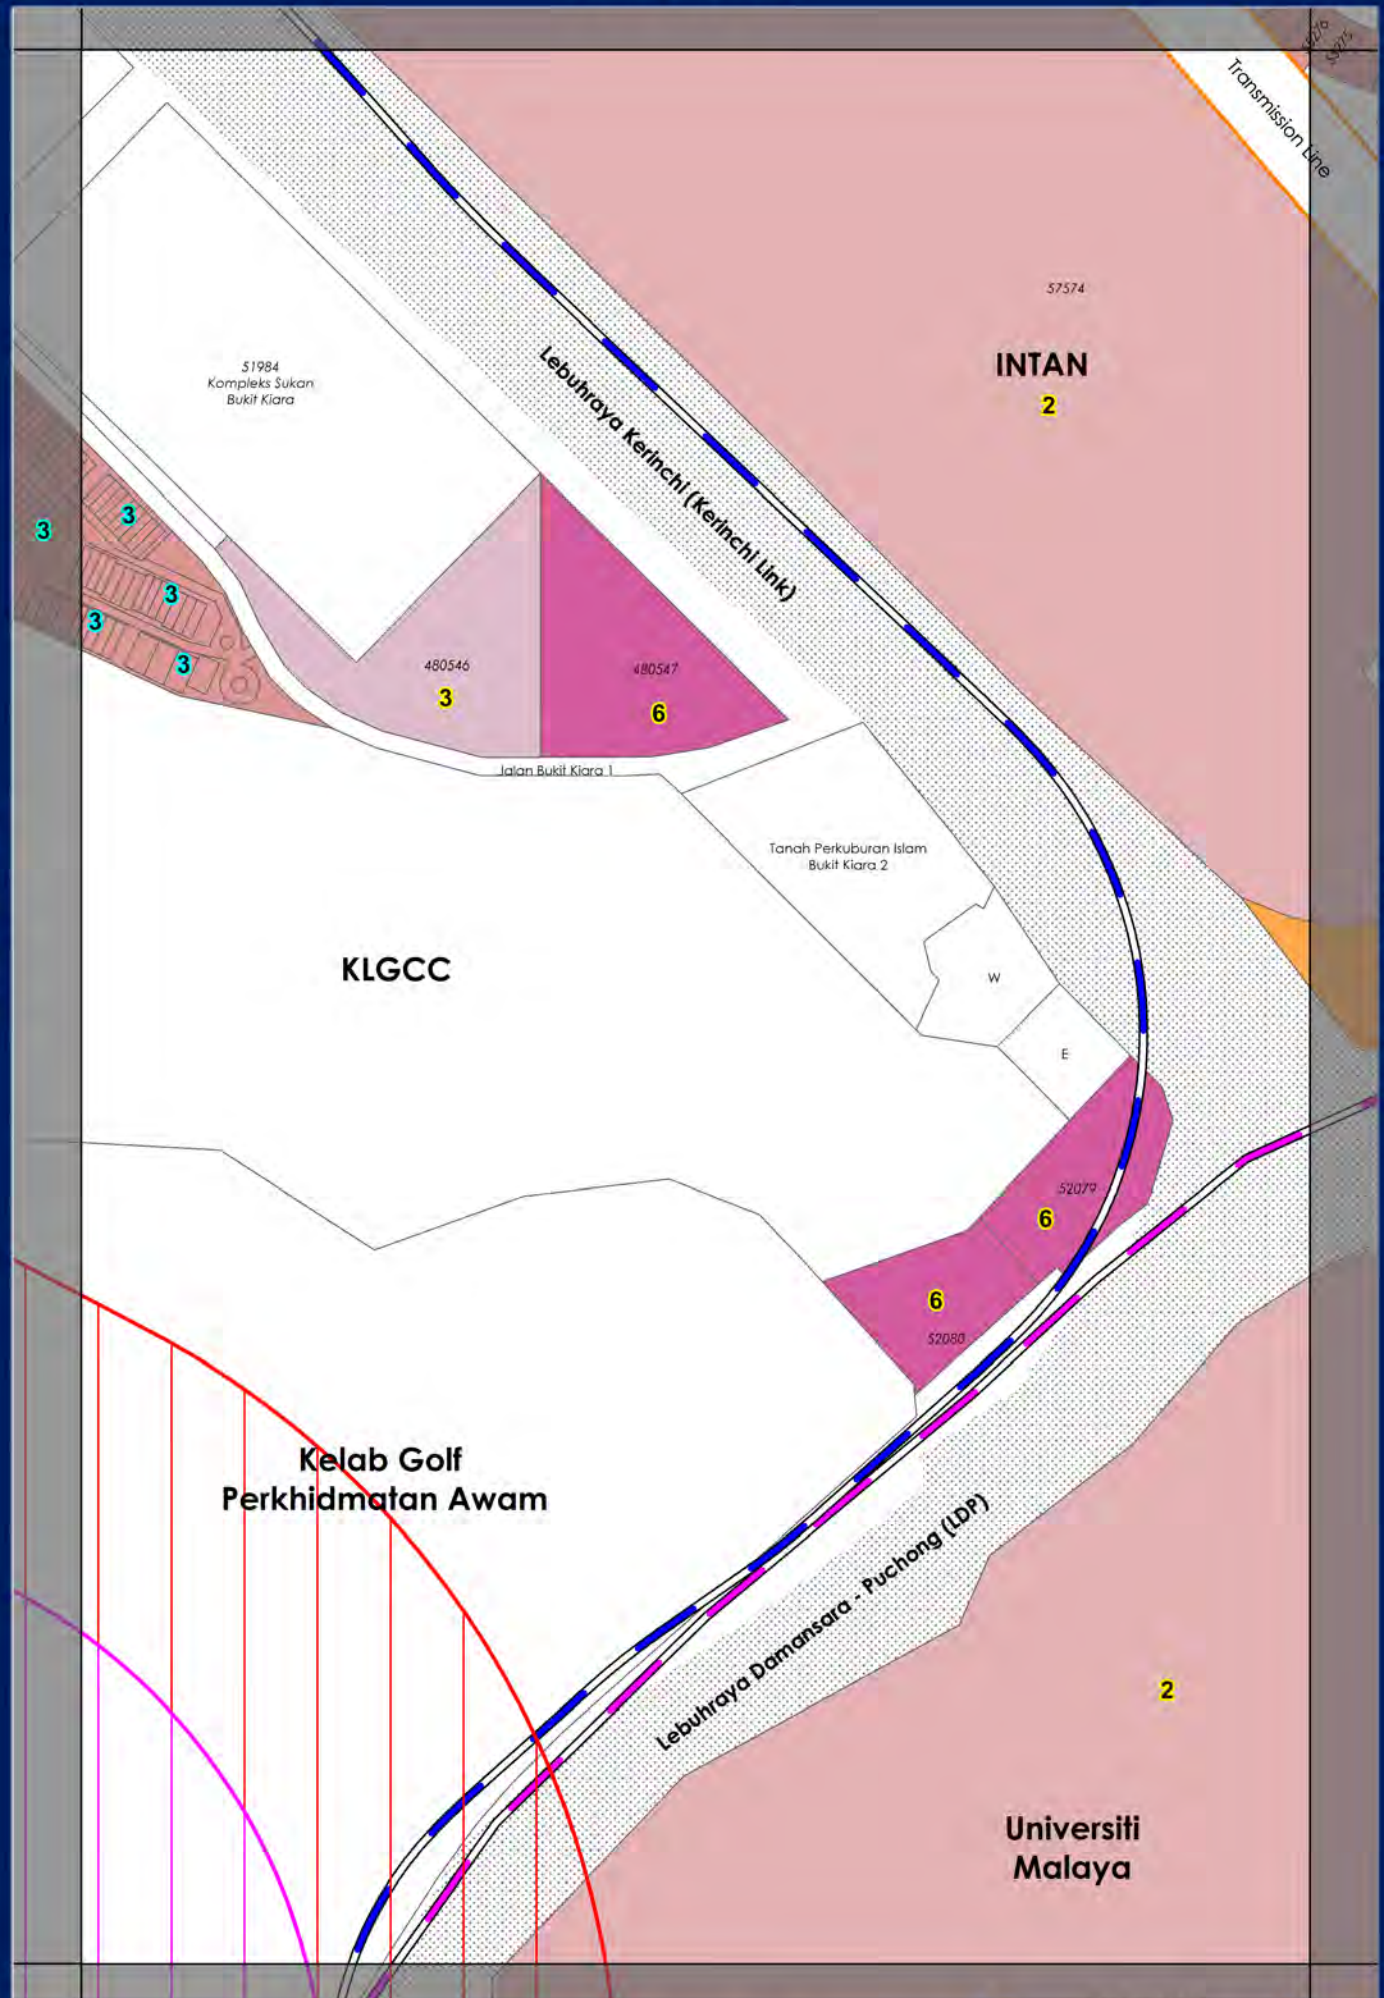 55276
55275
Transmission Line
57574
INTAN
2
51984
Kompleks Sukan
Bukit Kiara
Lebuhraya Kerinchi (Kerinchi Link)
3
3
3
3
3
480546
3
480547
6
Jalan Bukit Kiara 1
Tanah Perkuburan Islam
Bukit Kiara 2
KLGCC
W
E
52079
6
6
52080
Kelab Golf
Perkhidmatan Awam
Lebuhraya Damansara - Puchong (LDP)
2
Universiti
Malaya